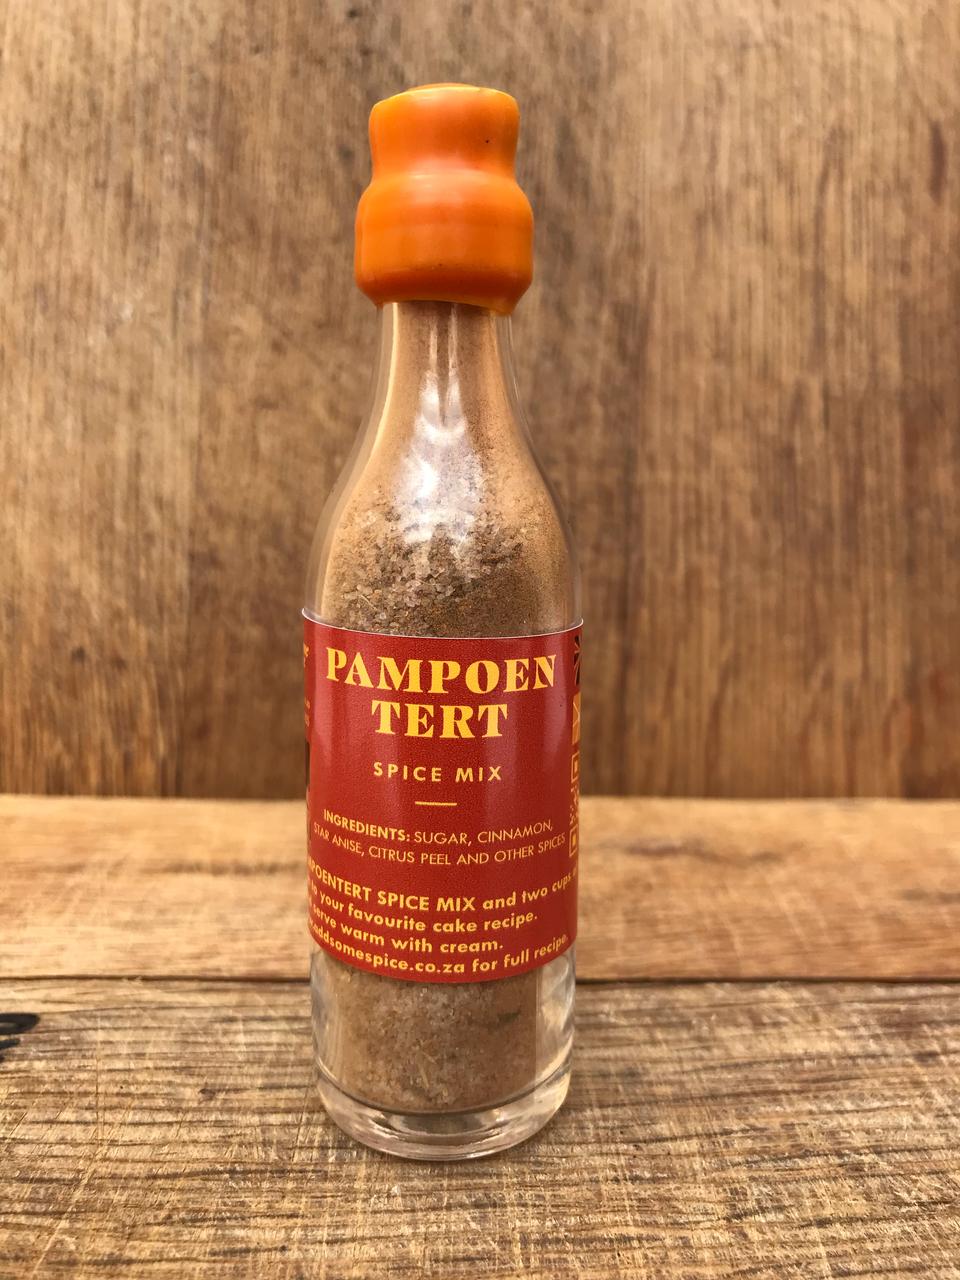 PAMPOEN
TERT
SPICE MIX
INGREDIENTS: SUGAR, CINNAMON,
STAR ANISE, CITRUS PEEL AND OTHER SPICES
SPICE MIX and two cups
your favourite cake recipe.
serve warm with cream.
for full recipe.